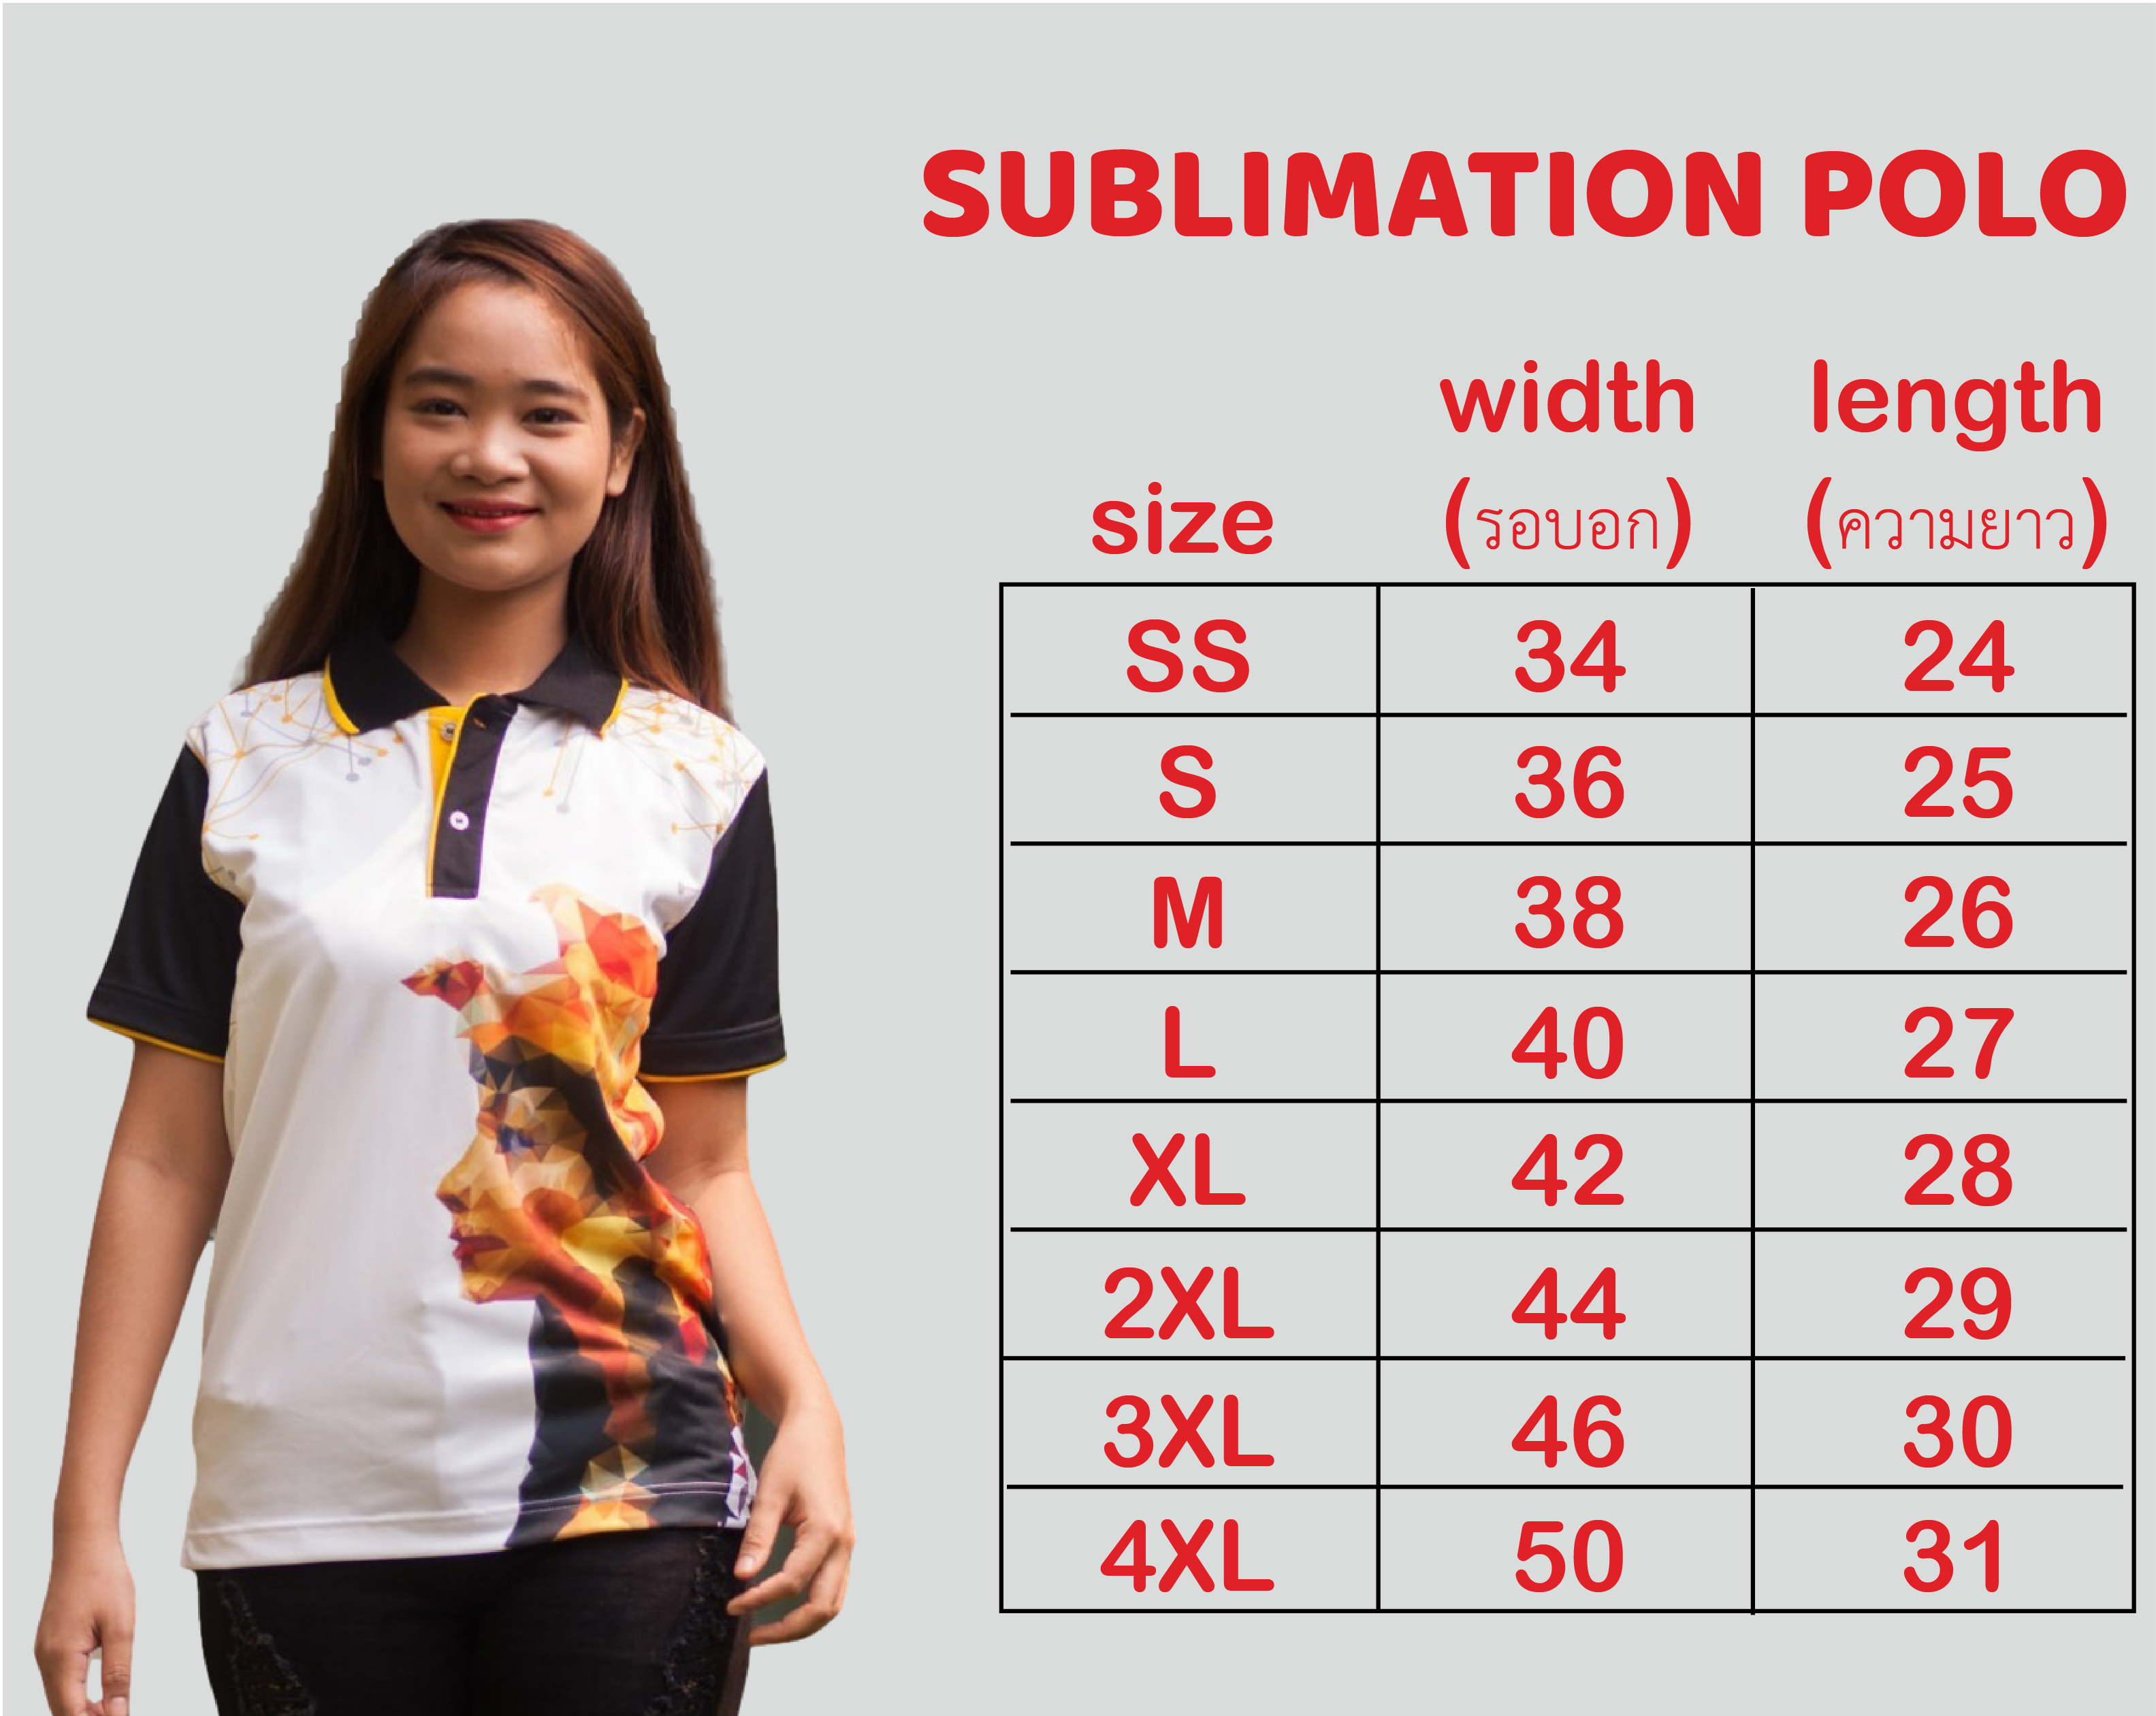 SUBLIMATION POLO
size width length
(รอบอก) (ความยาว)
SS 34 24
S 36 25
M 38 26
L 40 27
XL 42 28
2XL 44 29
3XL 46 30
4XL 50 31